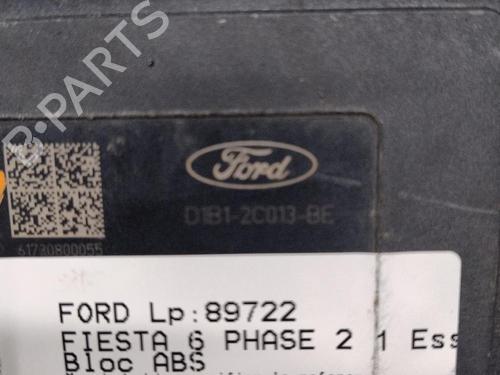 B-PARTS
Ford
D1B1-2C013-BE
61730800055
FORD Lp:89722
FIESTA 6 PHASE 2 1 Ess
Bloc ABS